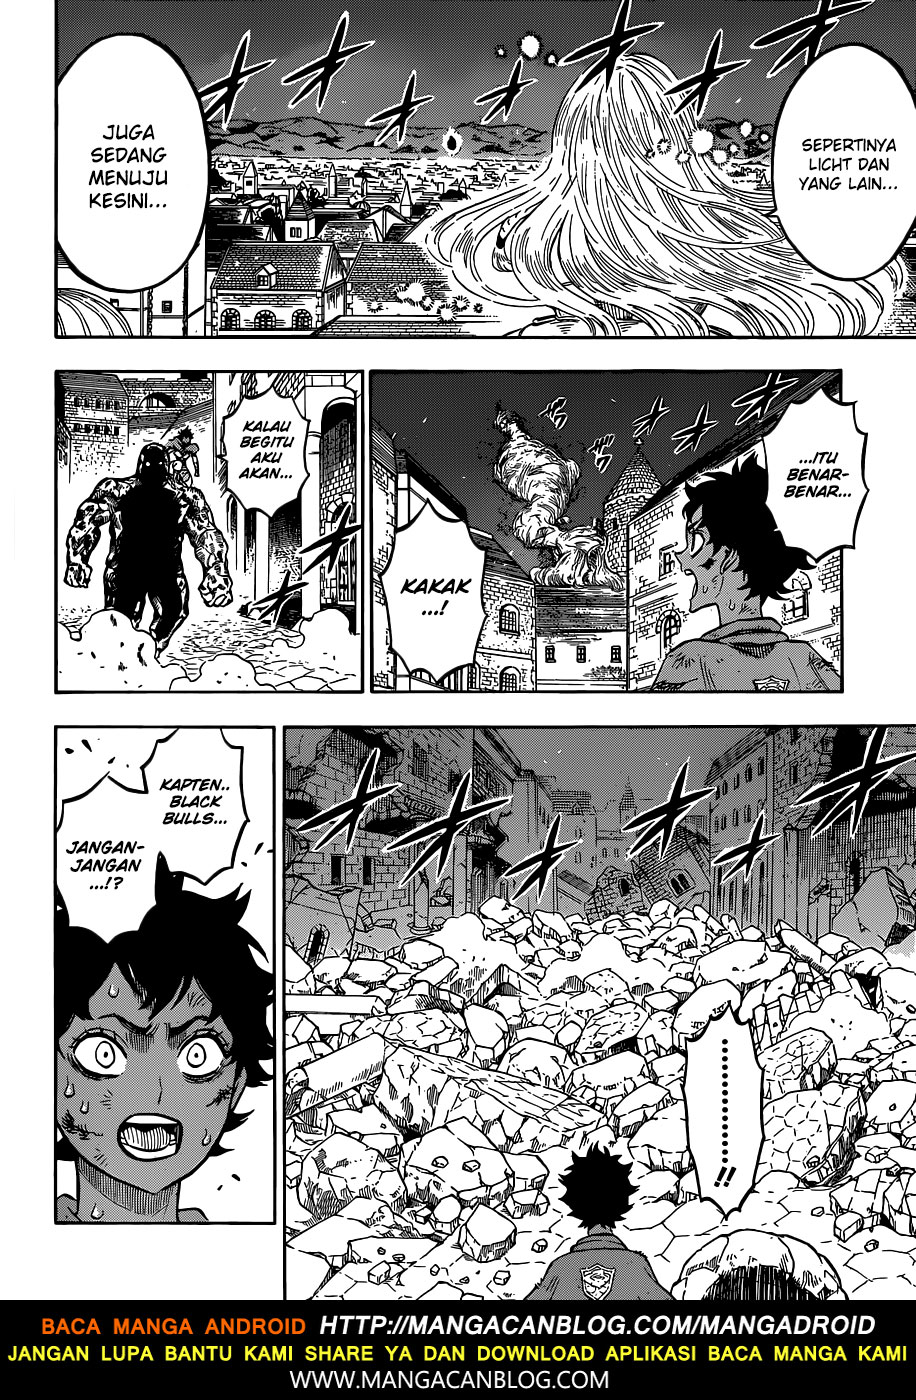 SEPERTINYA
LICHT DAN
YANG LAIN...
JUGA
SEDANG
MENUJU
KESINI...
...ITU
BENAR-
BENAR...
KAKAK
...!
KALAU
BEGITU
AKU
AKAN...
..............!!
KAPTEN..
BLACK
BULLS...
JANGAN-
JANGAN
...!?
BACA MANGA ANDROID HTTP://MANGACANBLOG.COM/MANGADROID
JANGAN LUPA BANTU KAMI SHARE YA DAN DOWNLOAD APLIKASI BACA MANGA KAMI
WWW.MANGACANBLOG.COM